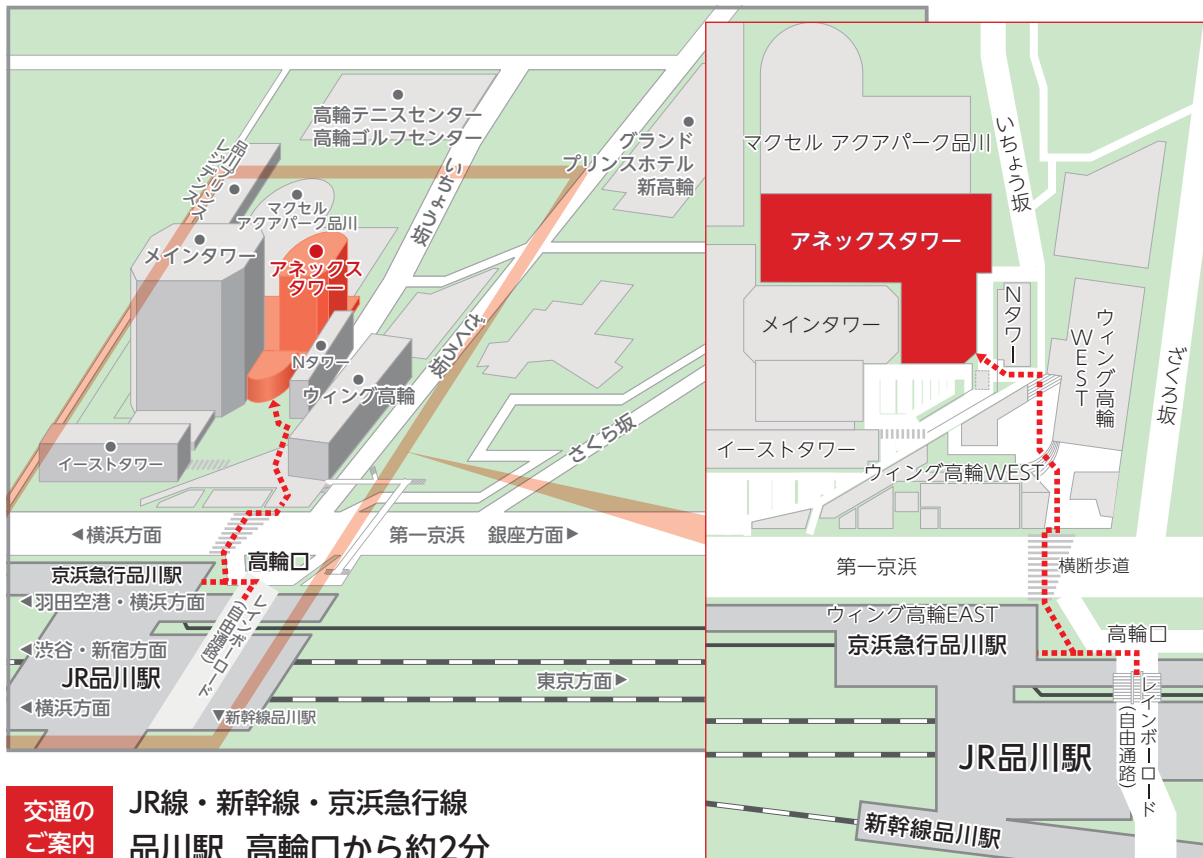 高輪テニスセンター
高輪ゴルフセンター
グランド
プリンスホテル
新高輪
品川プリンス
レジデンス
いちょう坂
マクセル
アクアパーク品川
メインタワー
アネックス
タワー
ざくろ坂
Nタワー
ウィング高輪
さくら坂
イーストタワー
◀横浜方面
第一京浜
銀座方面▶
高輪口
京浜急行品川駅
◀羽田空港・横浜方面
レインボーロード
(自由通路)
◀渋谷・新宿方面
JR品川駅
東京方面▶
◀横浜方面
▼新幹線品川駅
マクセル アクアパーク品川
いちょう坂
アネックスタワー
Nタワー
メインタワー
ウィング高輪
WEST
ざくろ坂
イーストタワー
ウィング高輪WEST
第一京浜
横断歩道
ウィング高輪EAST
京浜急行品川駅
高輪口
レインボーロード
(自由通路)
JR品川駅
新幹線品川駅
交通の
ご案内
JR線・新幹線・京浜急行線
品川駅 高輪口から約2分